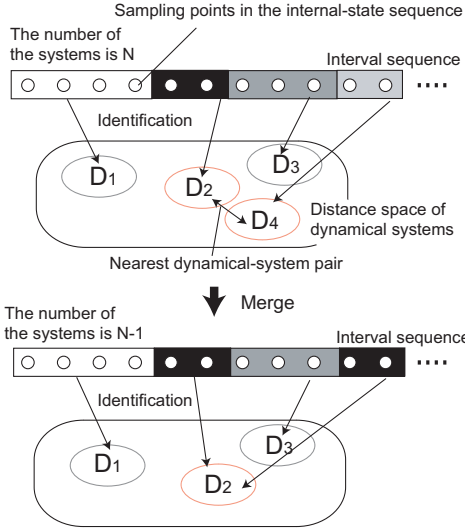 Sampling points in the internal-state sequence
The number of
the systems is N
Interval sequence
Identification
D1
D2
D3
D4
Distance space of
dynamical systems
Nearest dynamical-system pair
Merge
The number of
the systems is N-1
Interval sequence
Identification
D1
D2
D3